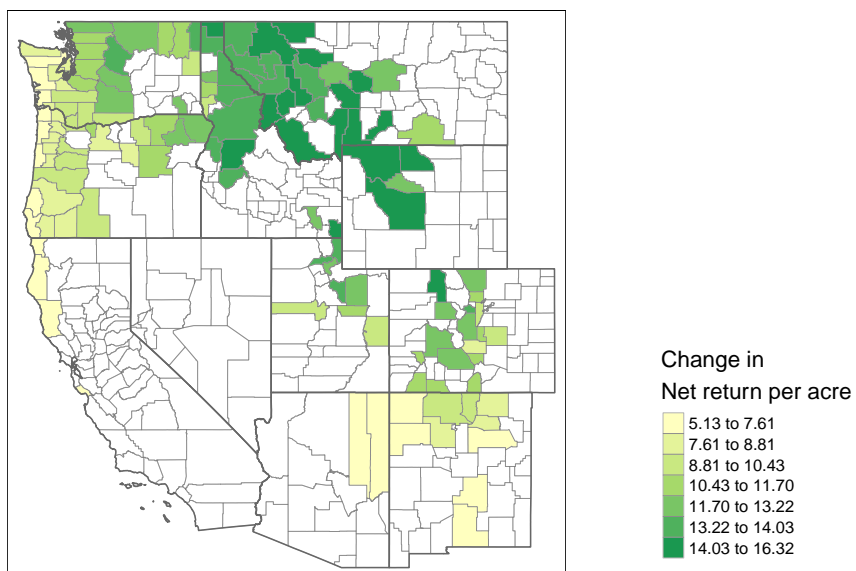 Change in
Net return per acre
5.13 to 7.61
7.61 to 8.81
8.81 to 10.43
10.43 to 11.70
11.70 to 13.22
13.22 to 14.03
14.03 to 16.32